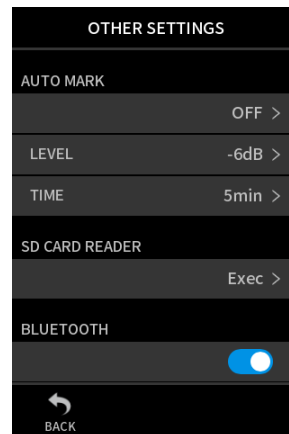 OTHER SETTINGS
AUTO MARK
OFF >
LEVEL -6dB >
TIME 5min >
SD CARD READER
Exec >
BLUETOOTH
BACK